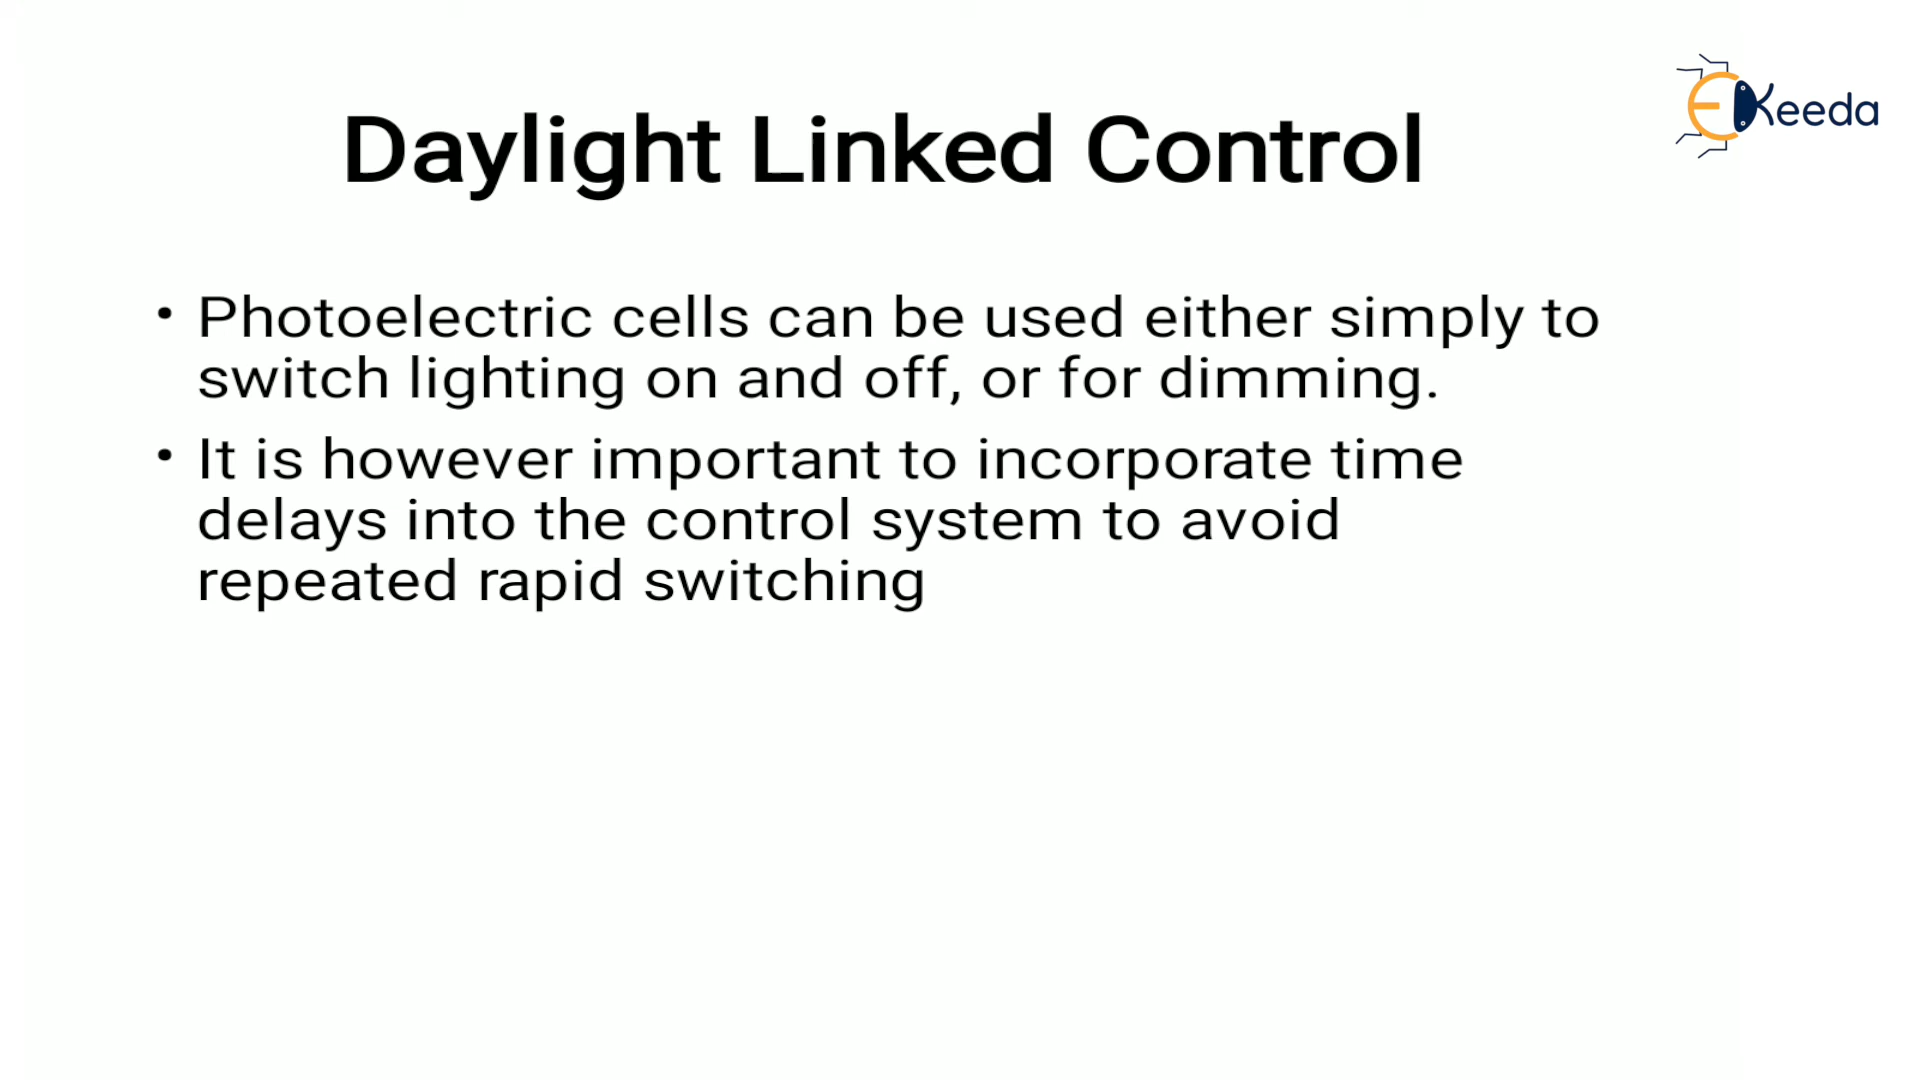 EKeeda
Daylight Linked Control
• Photoelectric cells can be used either simply to
switch lighting on and off, or for dimming.
• It is however important to incorporate time
delays into the control system to avoid
repeated rapid switching